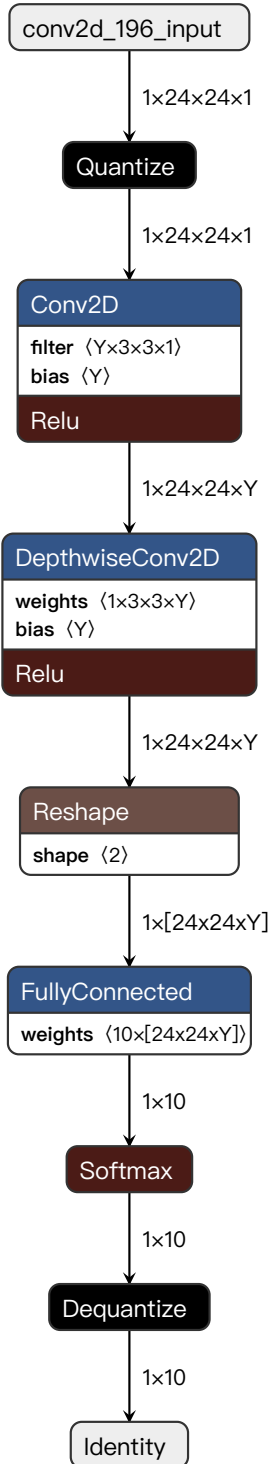 conv2d_196_input
1×24×24×1
Quantize
1×24×24×1
Conv2D
filter ⟨Y×3×3×1⟩
bias ⟨Y⟩
Relu
1×24×24×Y
DepthwiseConv2D
weights ⟨1×3×3×Y⟩
bias ⟨Y⟩
Relu
1×24×24×Y
Reshape
shape ⟨2⟩
1×[24x24xY]
FullyConnected
weights ⟨10×[24x24xY]⟩
1×10
Softmax
1×10
Dequantize
1×10
Identity